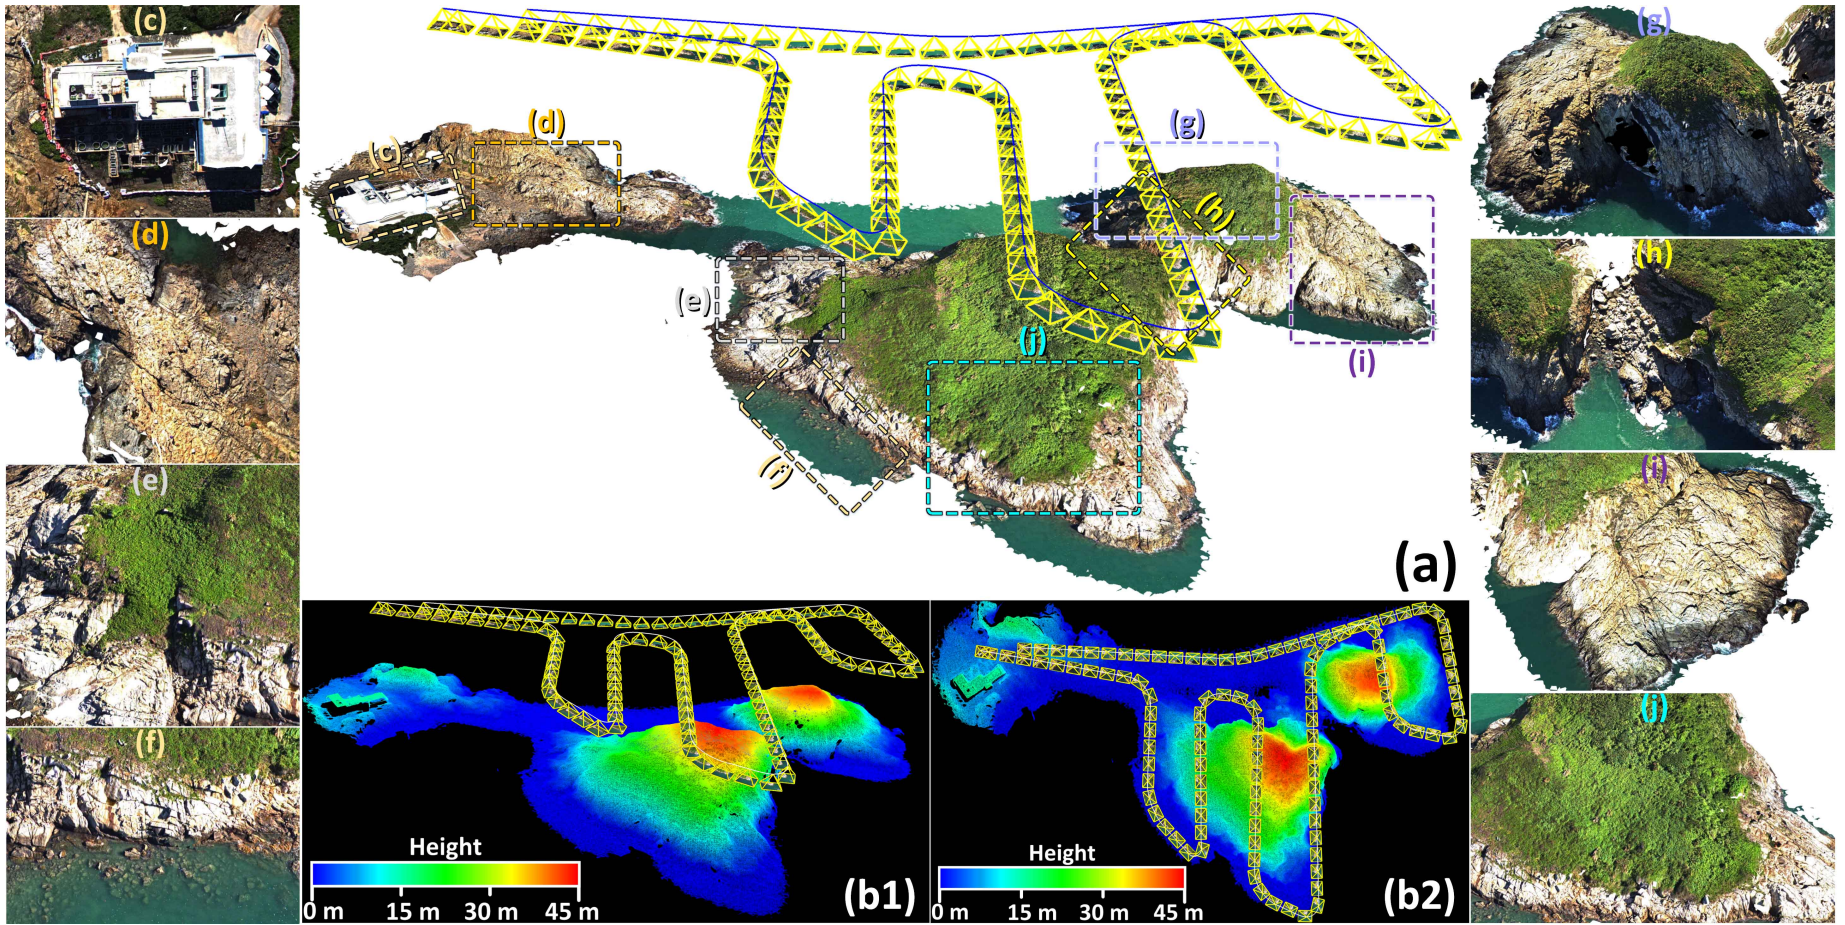 (c)
(d)
(e)
(f)
(c)
(d)
(e)
(f)
(g)
(h)
(i)
(j)
(a)
Height
0 m 15 m 30 m 45 m
(b1)
Height
0 m 15 m 30 m 45 m
(b2)
(g)
(h)
(i)
(j)